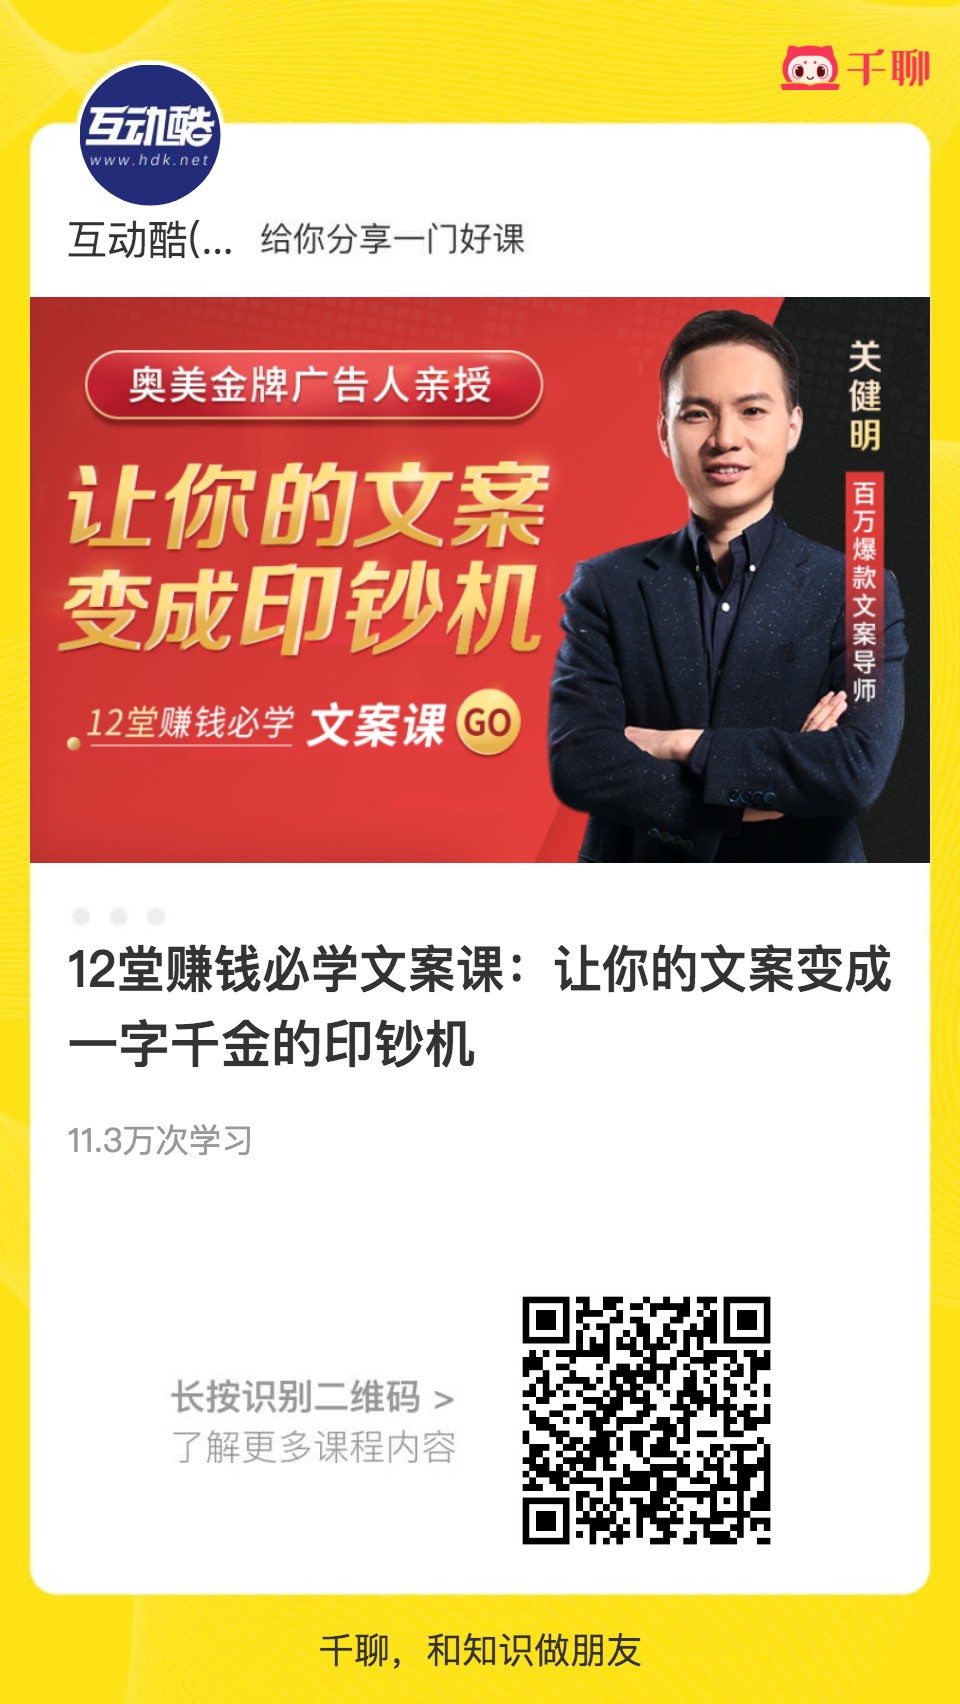 千聊
互动酷
www.hdk.net
互动酷(... 给你分享一门好课
奥美金牌广告人亲授
让你的文案
变成印钞机
12堂赚钱必学 文案课 GO
关健明
百万爆款文案导师
12堂赚钱必学文案课：让你的文案变成
一字千金的印钞机
11.3万次学习
长按识别二维码 >
了解更多课程内容
千聊，和知识做朋友